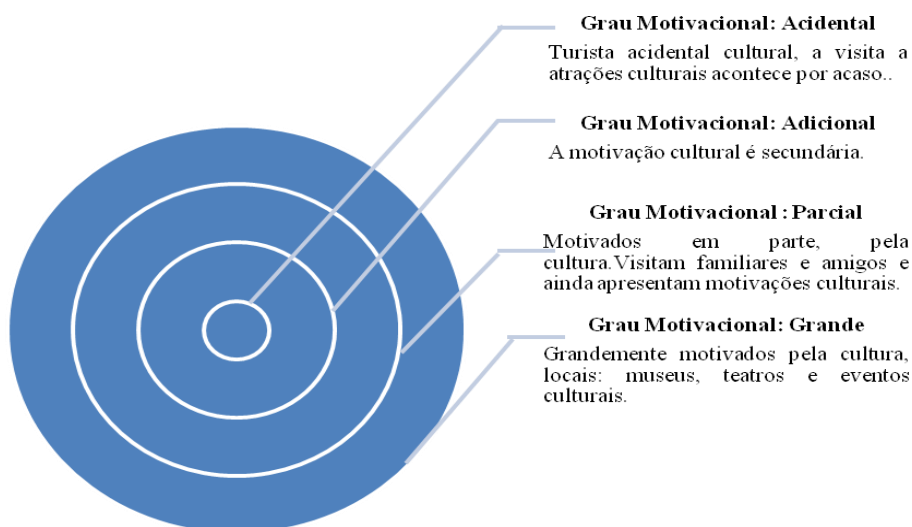 Grau Motivacional: Acidental
Turista acidental cultural, a visita a
atrações culturais acontece por acaso..
Grau Motivacional: Adicional
A motivação cultural é secundária.
Grau Motivacional : Parcial
Motivados em parte, pela
cultura.Visitam familiares e amigos e
ainda apresentam motivações culturais.
Grau Motivacional: Grande
Grandemente motivados pela cultura,
locais: museus, teatros e eventos
culturais.